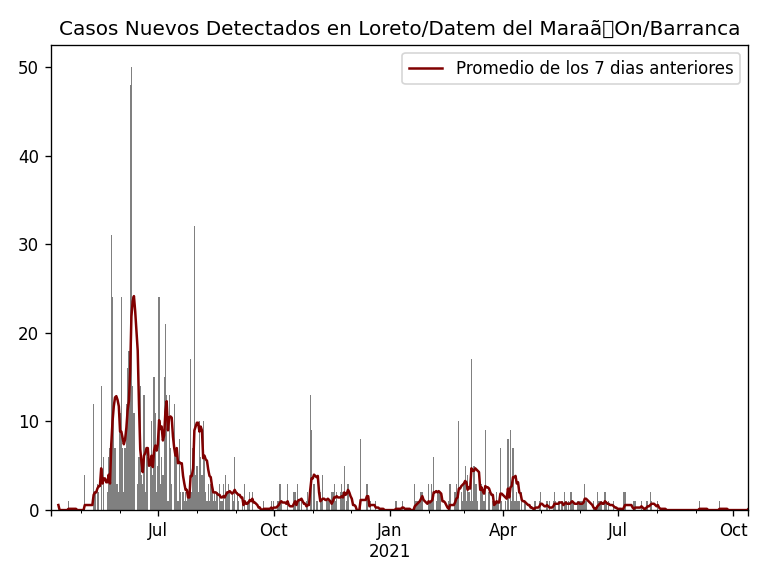 Casos Nuevos Detectados en Loreto/Datem del Maraã▯On/Barranca
Promedio de los 7 dias anteriores
50
40
30
20
10
0
Jul
Oct
Jan
2021
Apr
Jul
Oct